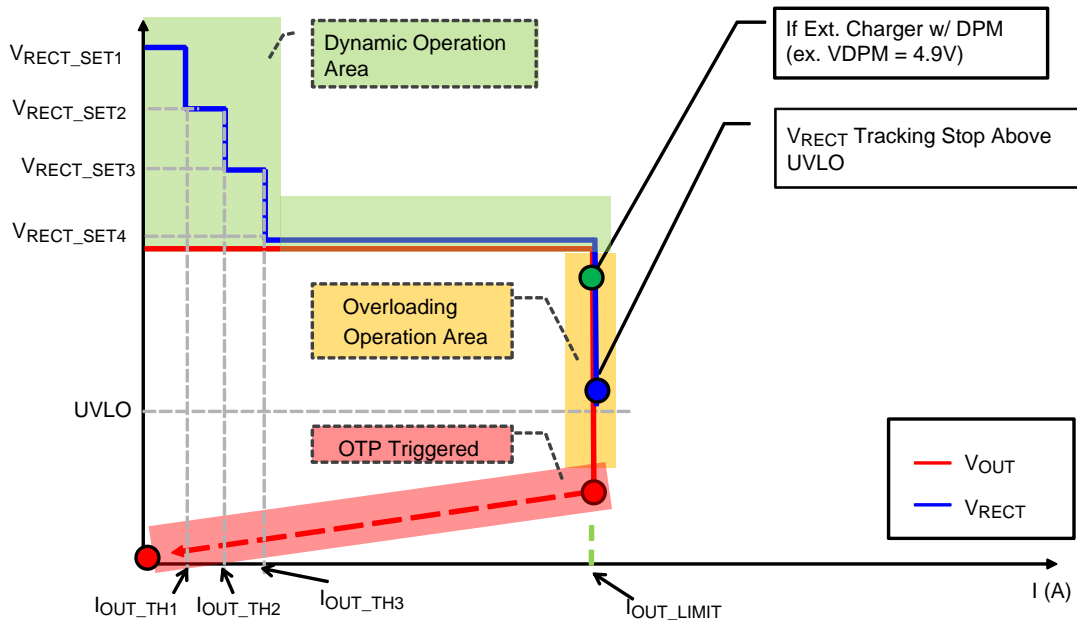 VRECT_SET1
VRECT_SET2
VRECT_SET3
VRECT_SET4
UVLO
Dynamic Operation
Area
If Ext. Charger w/ DPM
(ex. VDPM = 4.9V)
VRECT Tracking Stop Above
UVLO
Overloading
Operation Area
OTP Triggered
VOUT
VRECT
IOUT_TH1
IOUT_TH2
IOUT_TH3
IOUT_LIMIT
I (A)